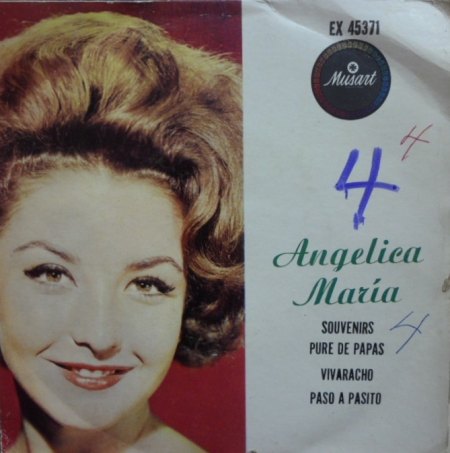 EX 45371
Musart
4
4
Angelica
María
SOUVENIRS
4
PURE DE PAPAS
VIVARACHO
PASO A PASITO